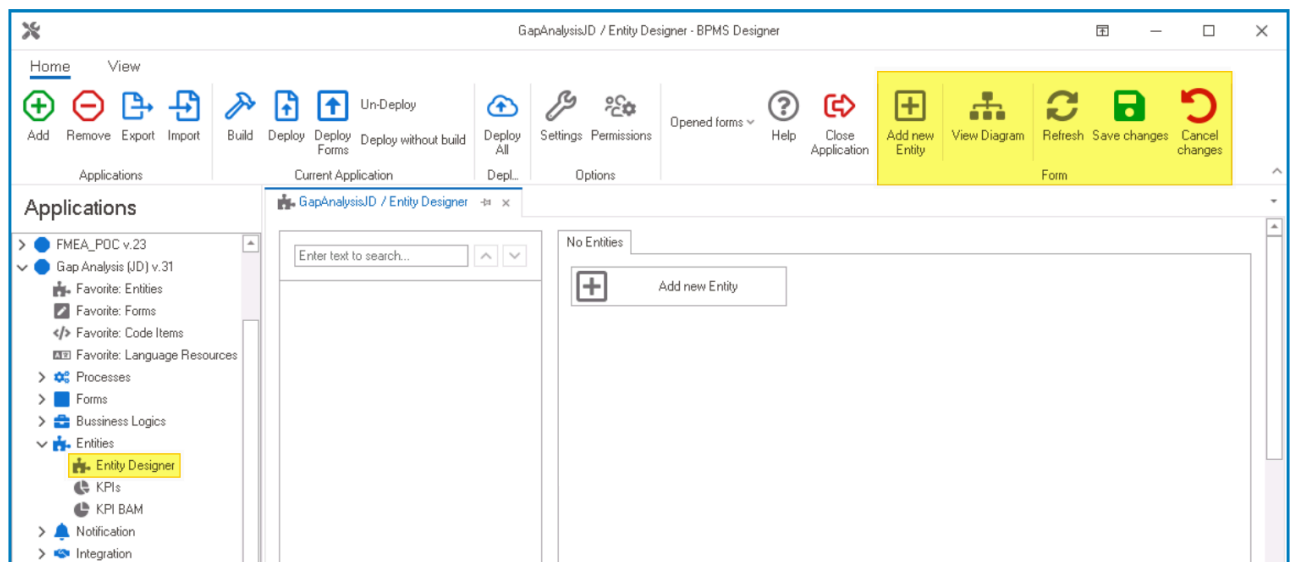 GapAnalysisJD / Entity Designer - BPMS Designer
Home View
Add Remove Export Import Build Deploy Deploy Forms Un-Deploy Deploy without build Deploy All Settings Permissions Opened forms Help Close Application Add new Entity View Diagram Refresh Save changes Cancel changes
Applications Current Application Depl... Options Form
Applications
GapAnalysisJD / Entity Designer
FMEA_POC v.23
Gap Analysis (JD) v.31
Favorite: Entities
Favorite: Forms
Favorite: Code Items
Favorite: Language Resources
Processes
Forms
Bussiness Logics
Entities
Entity Designer
KPIs
KPI BAM
Notification
Integration
Enter text to search...
No Entities
Add new Entity